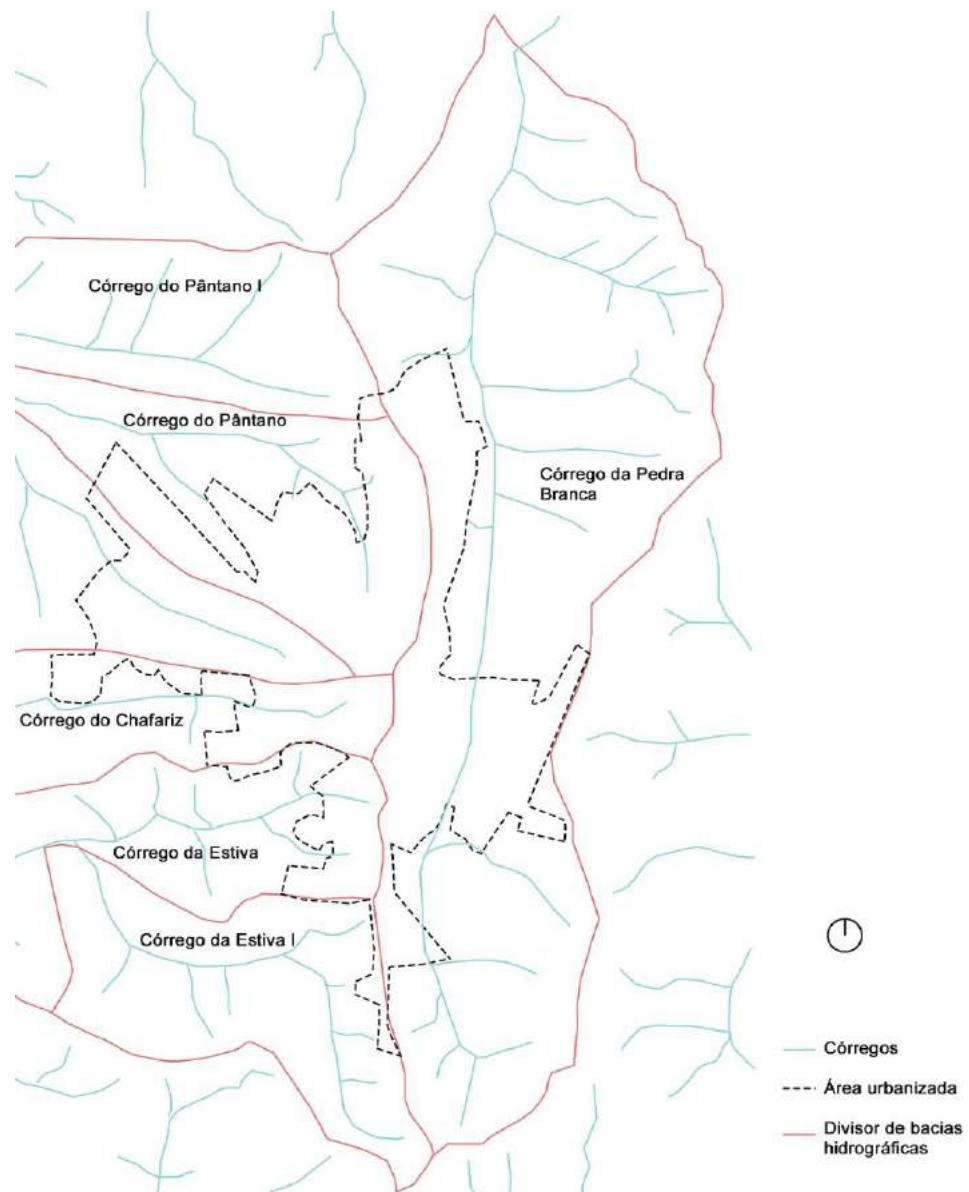 Córrego do Pântano I
Córrego do Pântano
Córrego da Pedra
Branca
Córrego do Chafariz
Córrego da Estiva
Córrego da Estiva I
Córregos
Área urbanizada
Divisor de bacias
hidrográficas